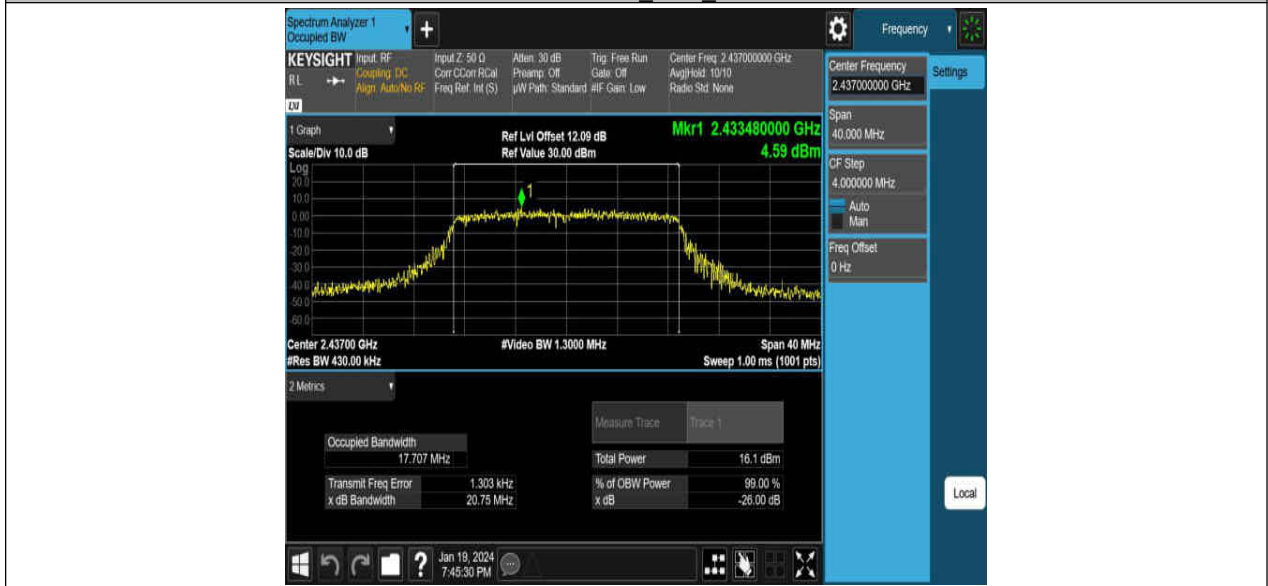 Spectrum Analyzer 1
Occupied BW
+
Frequency
KEYSIGHT
RL
LXI
Input: RF
Coupling: DC
Align: Auto/No RF
Input Z: 50 Ω
Corr CCorr RCal
Freq Ref: Int (S)
Atten: 30 dB
Preamp: Off
µW Path: Standard
Trig: Free Run
Gate: Off
#IF Gain: Low
Center Freq: 2.437000000 GHz
Avg|Hold: 10/10
Radio Std: None
Center Frequency
2.437000000 GHz
Settings
Span
40.000 MHz
CF Step
4.000000 MHz
Auto
Man
Freq Offset
0 Hz
Local
1 Graph
Scale/Div 10.0 dB
Ref Lvl Offset 12.09 dB
Ref Value 30.00 dBm
Mkr1 2.433480000 GHz
4.59 dBm
Log
20.0
10.0
0.00
-10.0
-20.0
-30.0
-40.0
-50.0
-60.0
1
Center 2.43700 GHz
#Res BW 430.00 kHz
#Video BW 1.3000 MHz
Span 40 MHz
Sweep 1.00 ms (1001 pts)
2 Metrics
Measure Trace Trace 1
Occupied Bandwidth
17.707 MHz
Total Power 16.1 dBm
Transmit Freq Error 1.303 kHz
% of OBW Power 99.00 %
x dB Bandwidth 20.75 MHz
x dB -26.00 dB
?
Jan 19, 2024
7:45:30 PM